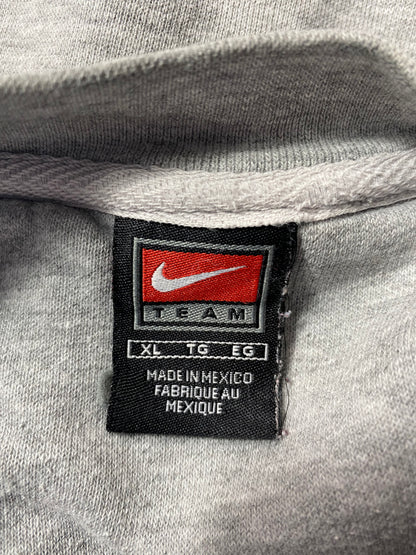 TEAM
XL TG EG
MADE IN MEXICO
FABRIQUE AU
MEXIQUE